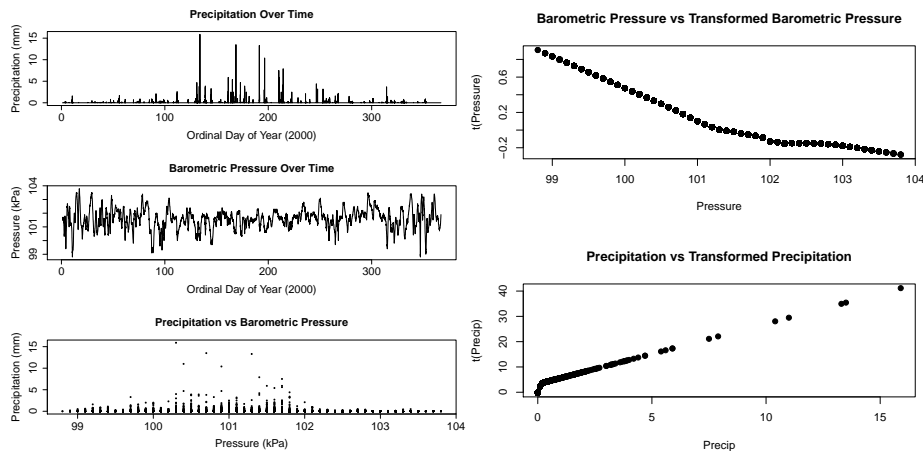 Precipitation Over Time
Precipitation (mm)
15
10
5
0
0 100 200 300
Ordinal Day of Year (2000)
Barometric Pressure Over Time
Pressure (kPa)
104
101
99
0 100 200 300
Ordinal Day of Year (2000)
Precipitation vs Barometric Pressure
Precipitation (mm)
15
10
5
0
99 100 101 102 103 104
Pressure (kPa)
Barometric Pressure vs Transformed Barometric Pressure
t(Pressure)
0.6
0.2
−0.2
99 100 101 102 103 104
Pressure
Precipitation vs Transformed Precipitation
t(Precip)
40
30
20
10
0
0 5 10 15
Precip